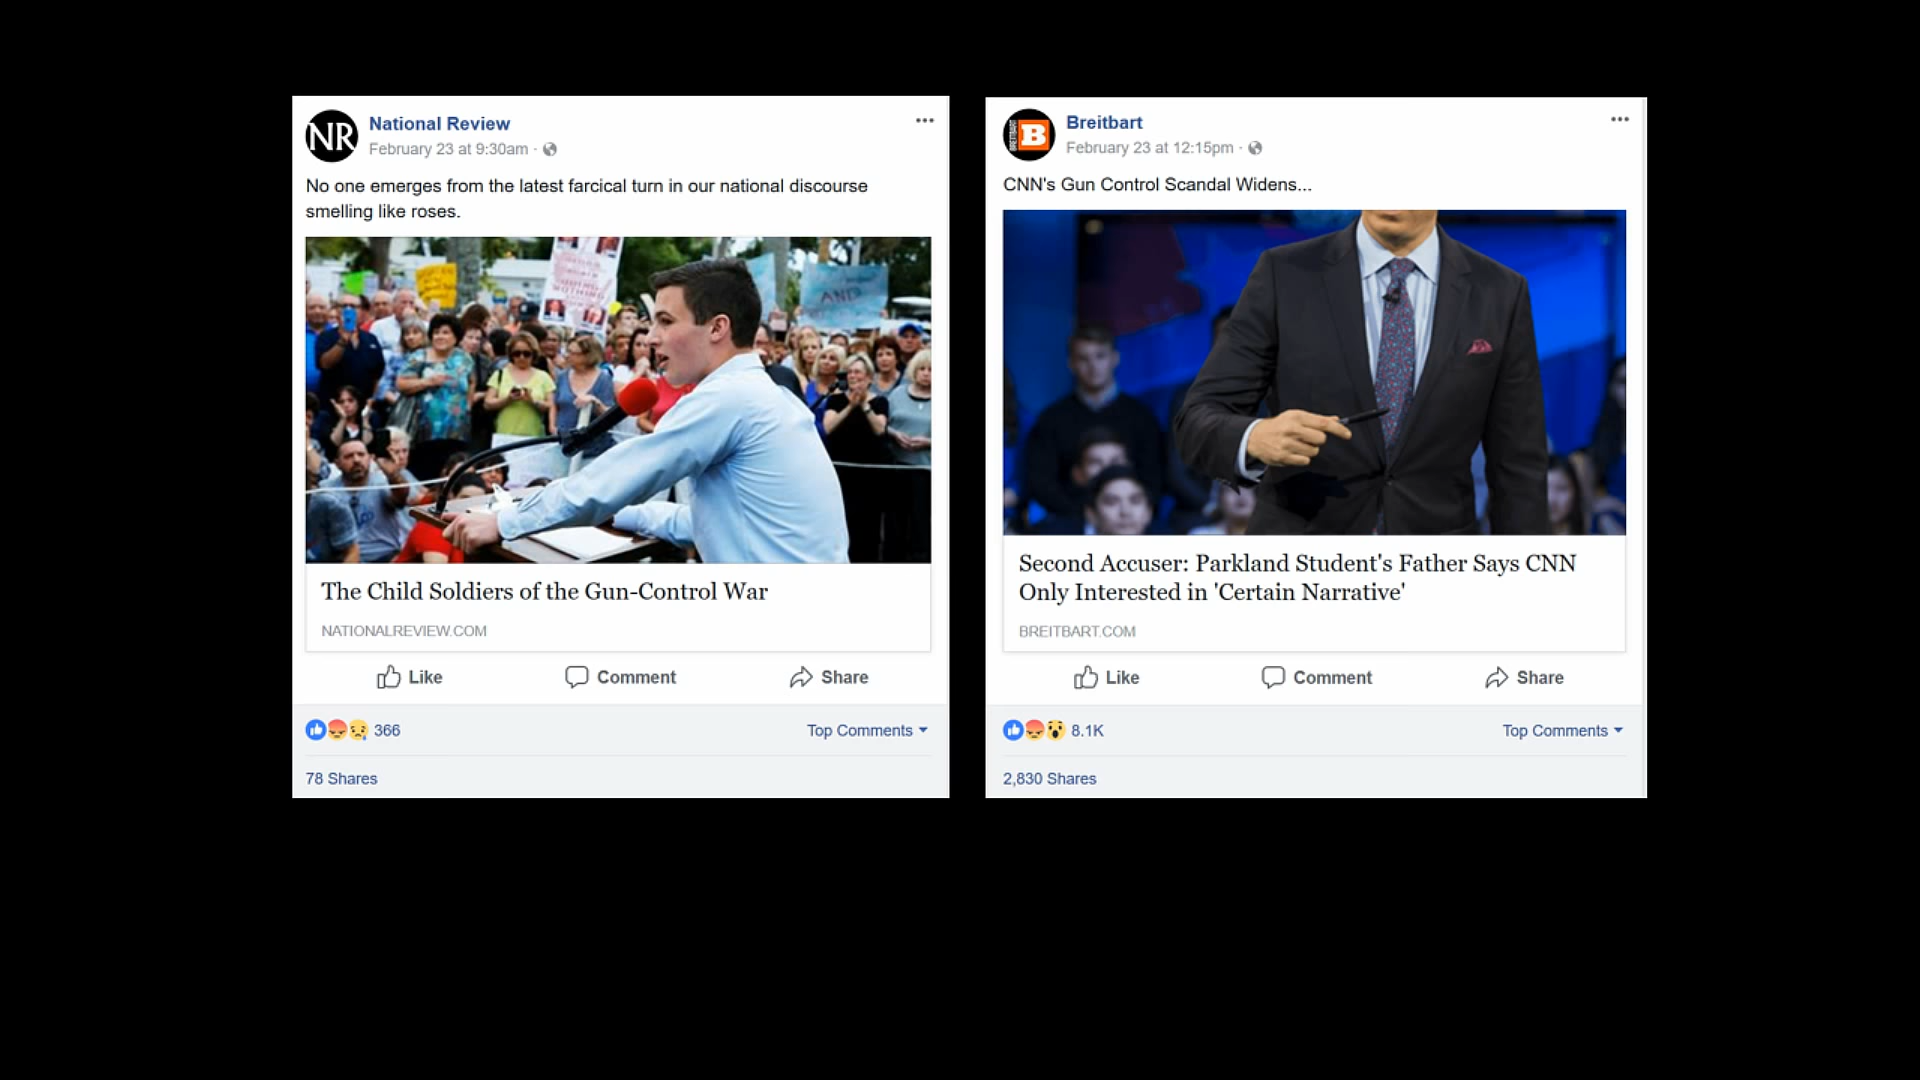 NR
National Review
February 23 at 9:30am ·
No one emerges from the latest farcical turn in our national discourse
smelling like roses.
AND
The Child Soldiers of the Gun-Control War
NATIONALREVIEW.COM
Like Comment Share
366 Top Comments
78 Shares
BREITBART
B
Breitbart
February 23 at 12:15pm ·
CNN's Gun Control Scandal Widens...
Second Accuser: Parkland Student's Father Says CNN
Only Interested in 'Certain Narrative'
BREITBART.COM
Like Comment Share
8.1K Top Comments
2,830 Shares